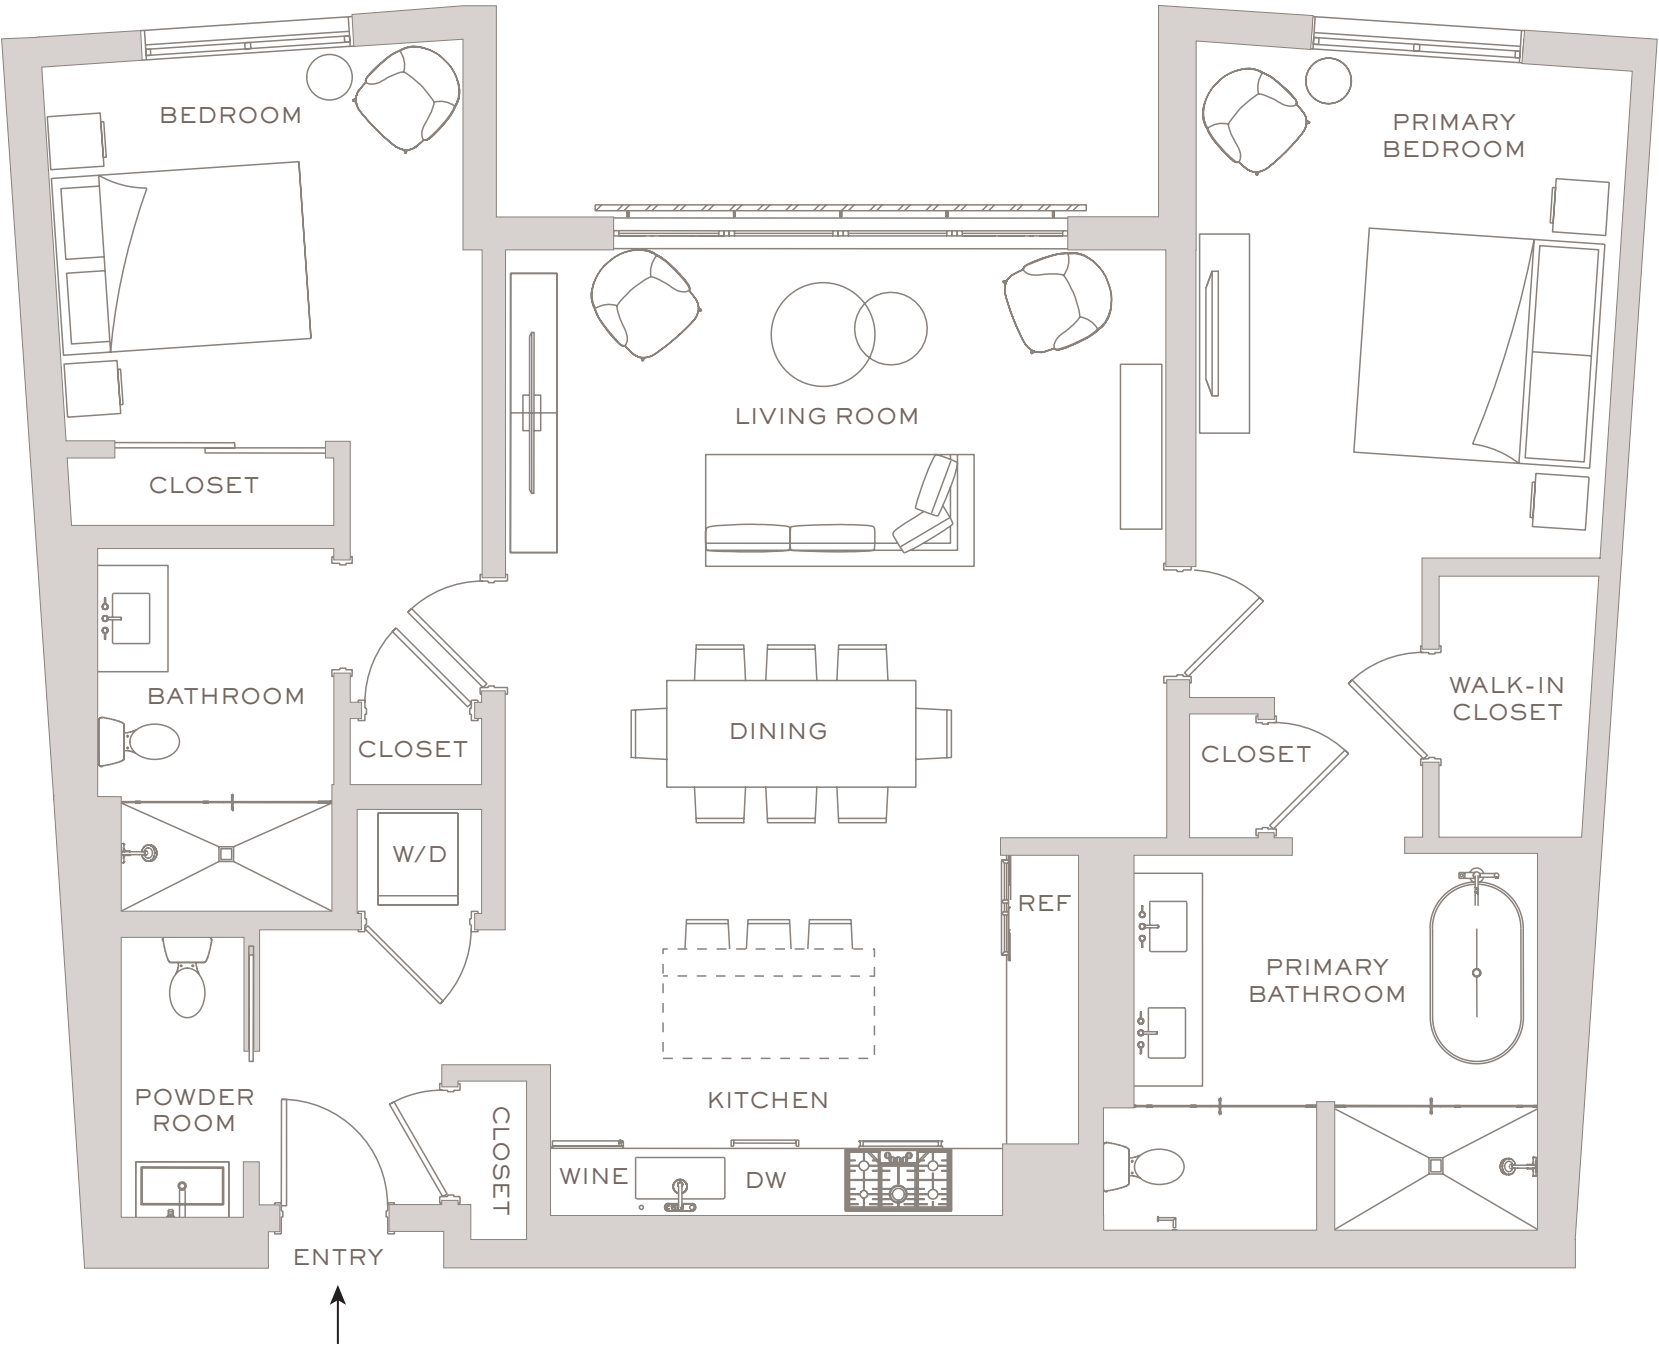 BEDROOM
PRIMARY
BEDROOM
LIVING ROOM
CLOSET
BATHROOM
CLOSET
DINING
WALK-IN
CLOSET
CLOSET
W/D
REF
PRIMARY
BATHROOM
POWDER
ROOM
KITCHEN
CLOSET
WINE
DW
ENTRY